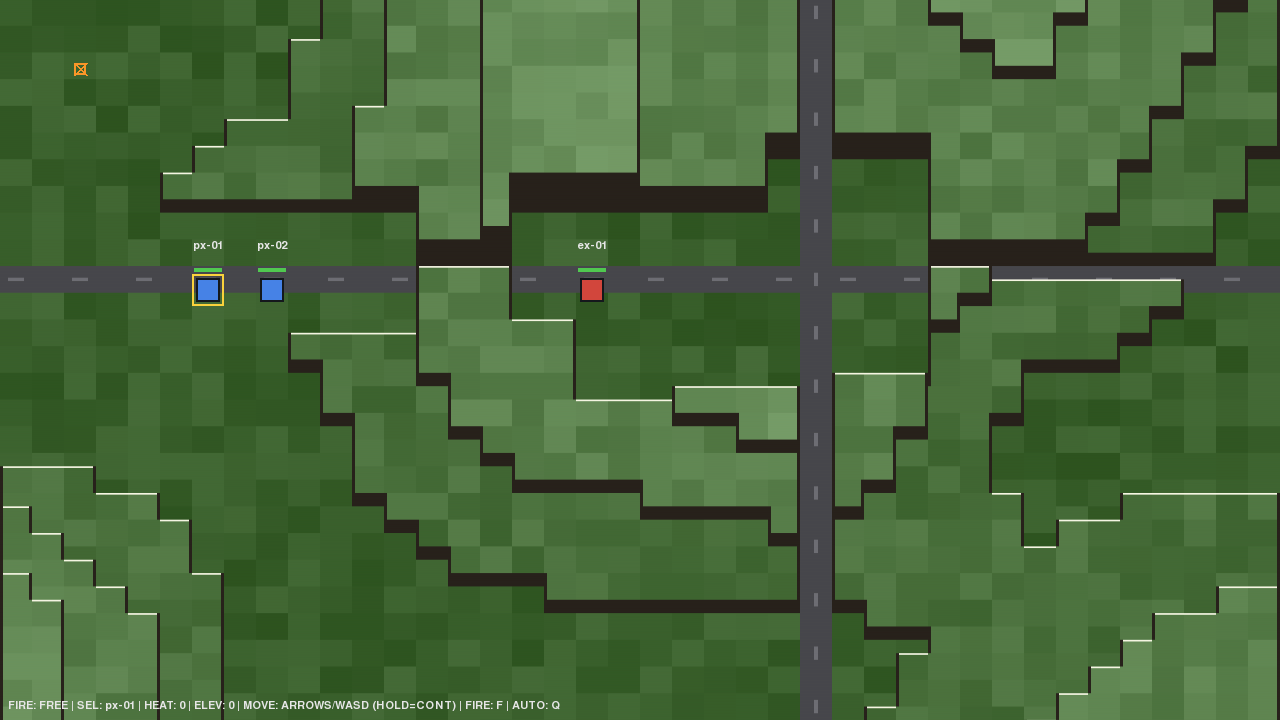 px-01 px-02 ex-01
FIRE: FREE | SEL: px-01 | HEAT: 0 | ELEV: 0 | MOVE: ARROWS/WASD (HOLD=CONT) | FIRE: F | AUTO: Q